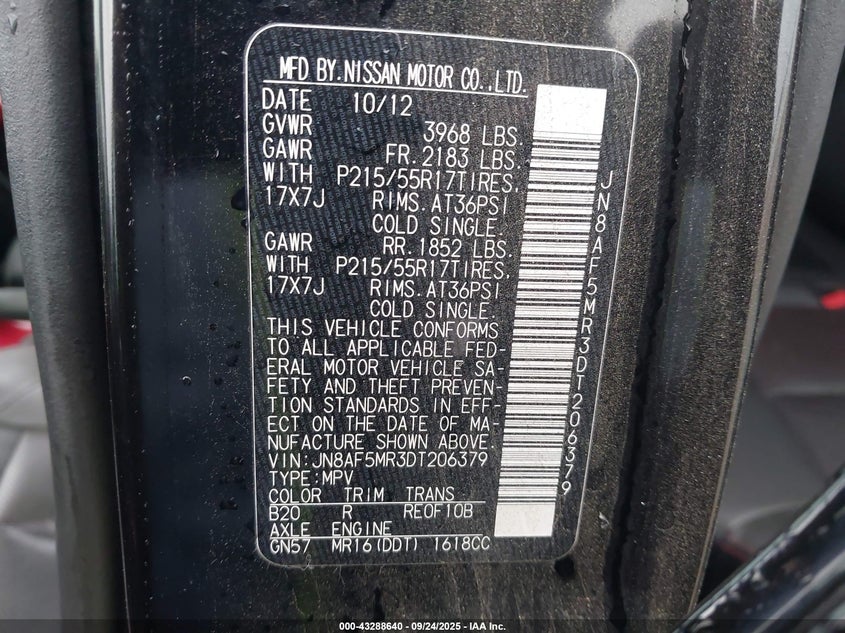 MFD BY.NISSAN MOTOR CO.,LTD.
DATE 10/12
GVWR 3968 LBS.
GAWR FR.2183 LBS.
WITH P215/55R17TIRES.
17X7J RIMS.AT36PSI
COLD SINGLE.
GAWR RR.1852 LBS.
WITH P215/55R17TIRES.
17X7J RIMS.AT36PSI
COLD SINGLE.
THIS VEHICLE CONFORMS
TO ALL APPLICABLE FED-
ERAL MOTOR VEHICLE SA-
FETY AND THEFT PREVEN-
TION STANDARDS IN EFF-
ECT ON THE DATE OF MA-
NUFACTURE SHOWN ABOVE.
VIN:JN8AF5MR3DT206379
TYPE:MPV
COLOR TRIM TRANS
B20 R RE0F10B
AXLE ENGINE
GN57 MR16(DDT) 1618CC
JN8AF5MR3DT206379
000-43288640 - 09/24/2025 - IAA Inc.